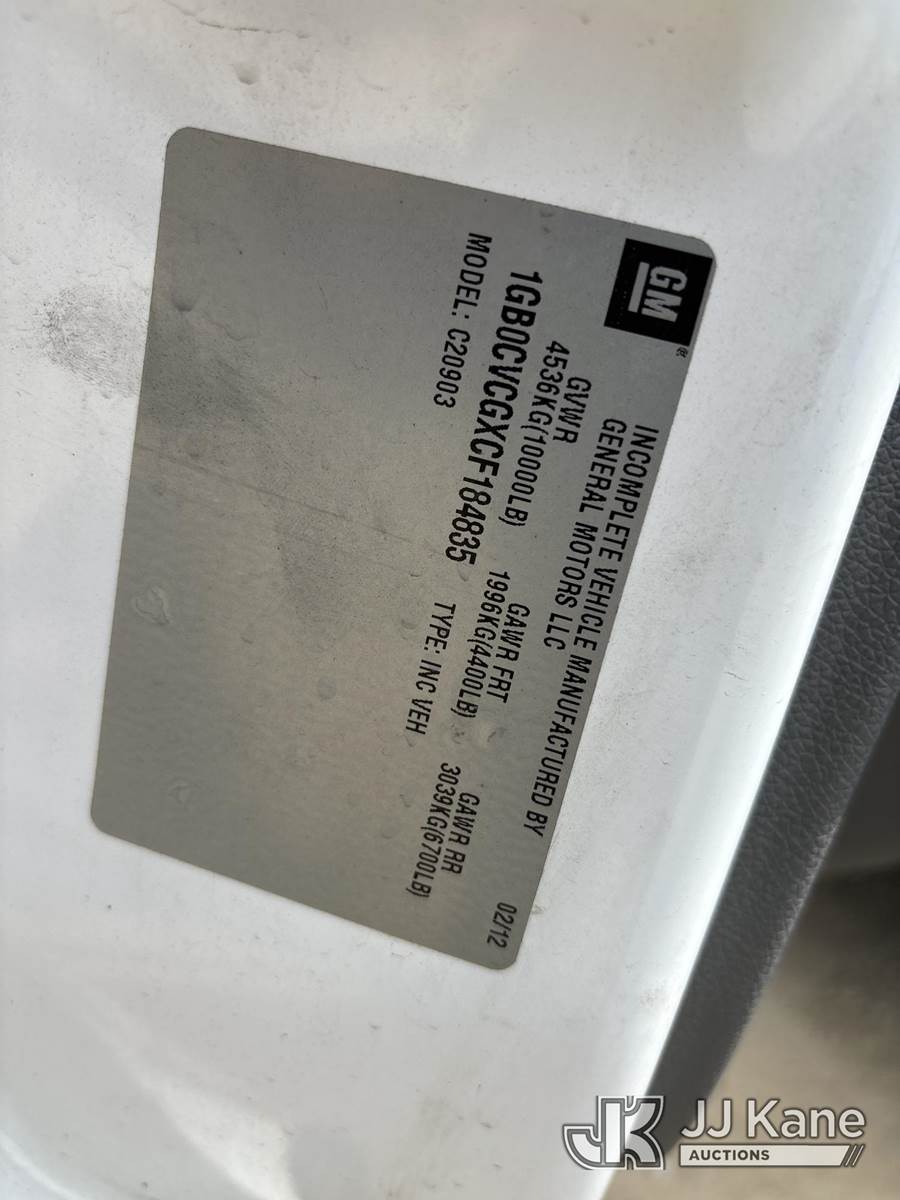 GM
INCOMPLETE VEHICLE MANUFACTURED BY
GENERAL MOTORS LLC
02/12
GVWR GAWR FRT GAWR RR
4536KG(10000LB) 1996KG(4400LB) 3039KG(6700LB)
1GB0CVCGXCF184835 TYPE: INC VEH
MODEL: C20903
JK JJ Kane
AUCTIONS